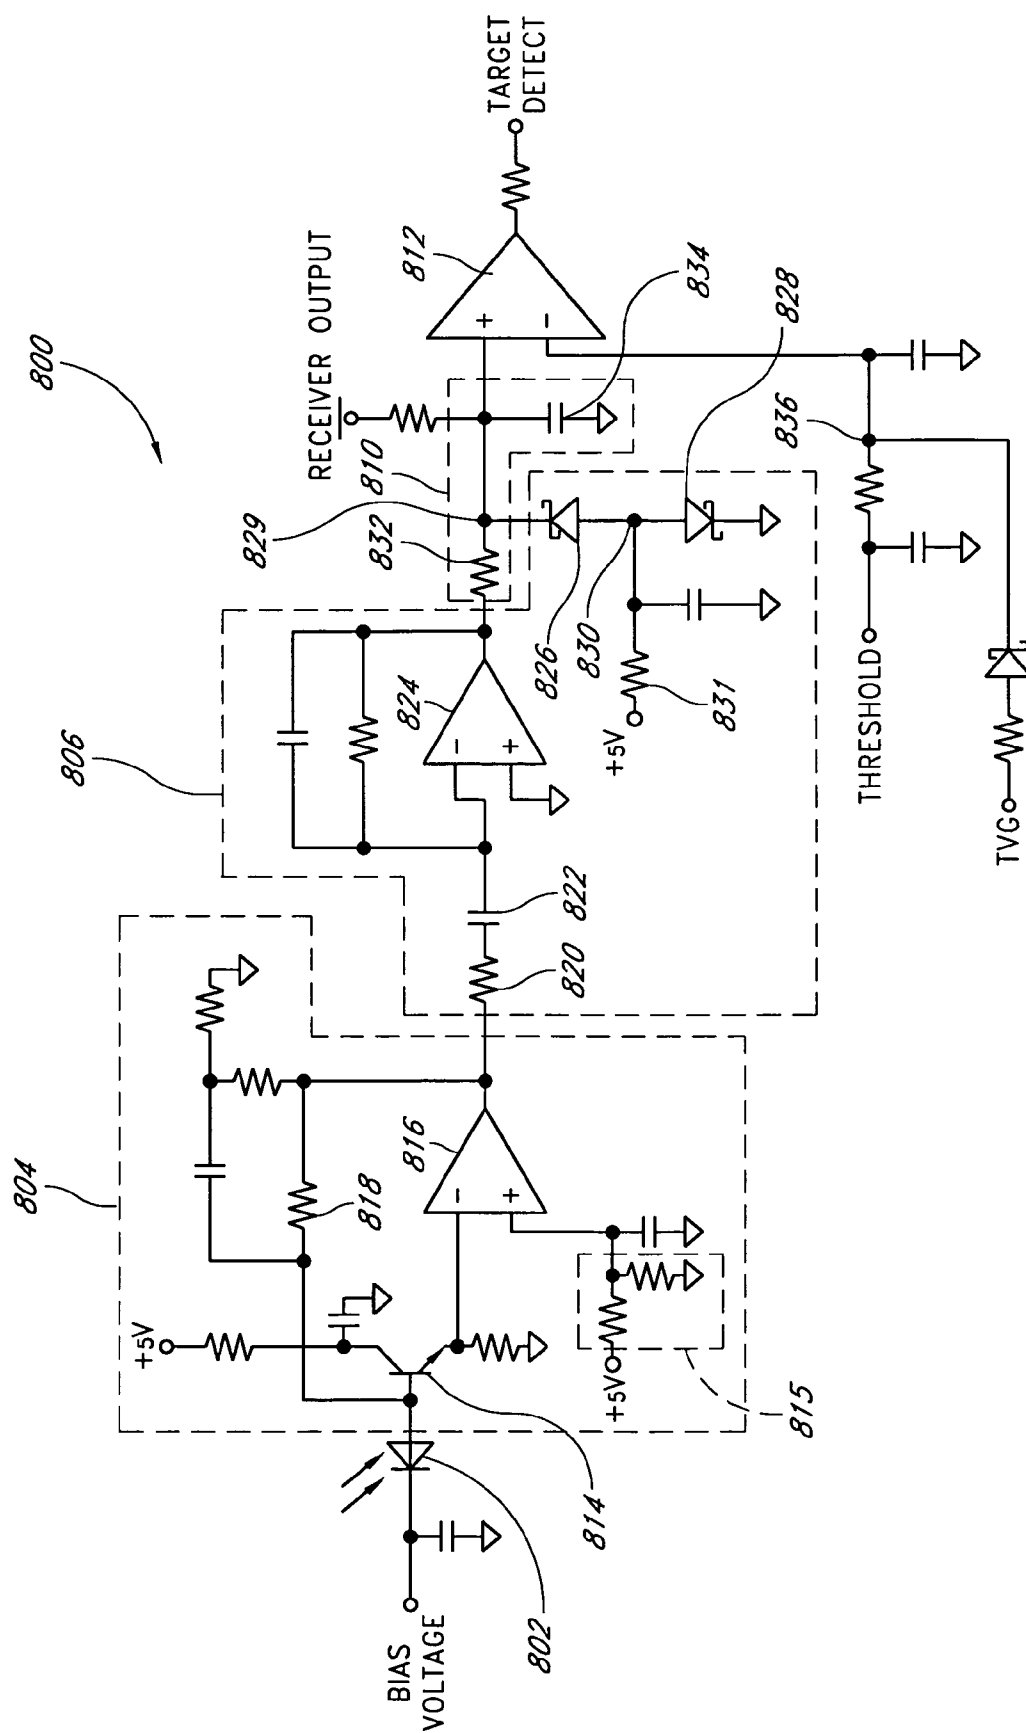 800
RECEIVER OUTPUT
TARGET
DETECT
812
+
−
834
828
836
810
829
832
826
830
831
+5V
806
824
−
+
822
820
THRESHOLD
TVG
804
818
816
−
+
+5V
+5V
815
814
802
BIAS
VOLTAGE